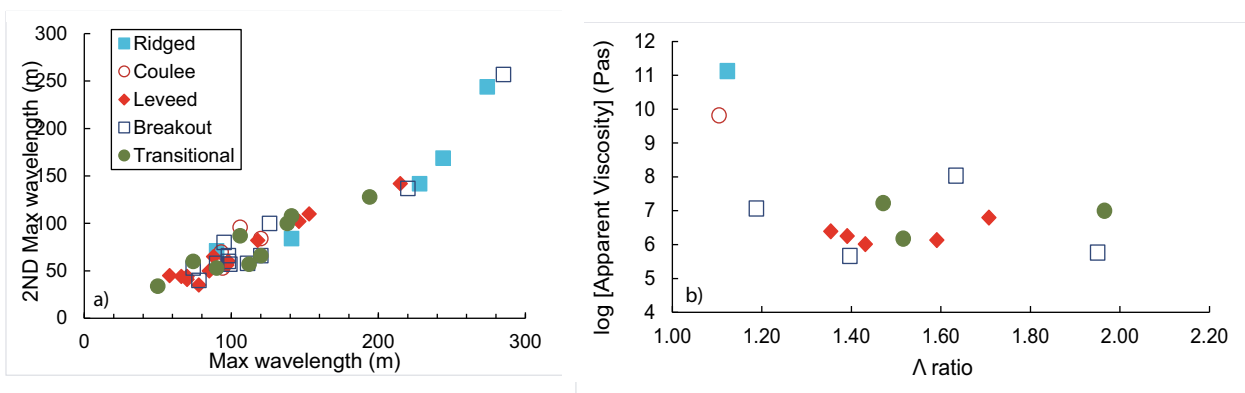 300
250
200
150
100
50
0
2ND Max wavelength (m)
Ridged
Coulee
Leveed
Breakout
Transitional
a)
0 100 200 300
Max wavelength (m)
12
11
10
9
8
7
6
5
4
log [Apparent Viscosity] (Pas)
b)
1.00 1.20 1.40 1.60 1.80 2.00 2.20
Λ ratio